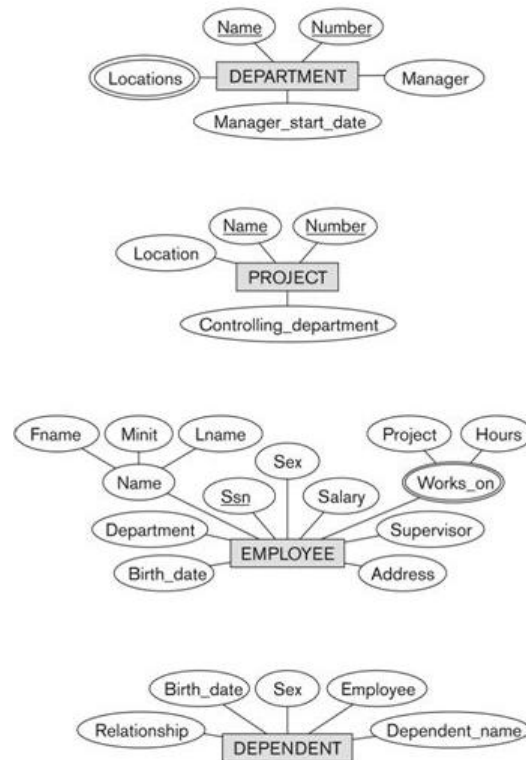 Name Number
Locations DEPARTMENT Manager
Manager_start_date
Name Number
Location
PROJECT
Controlling_department
Fname Minit Lname Project Hours
Name Sex Works_on
Ssn Salary
Department Supervisor
EMPLOYEE
Birth_date Address
Birth_date Sex Employee
Relationship Dependent_name
DEPENDENT